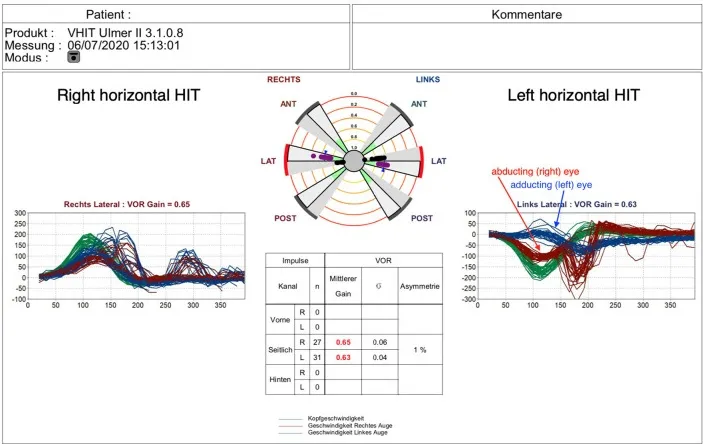 Patient :
Kommentare
Produkt : VHIT Ulmer II 3.1.0.8
Messung : 06/07/2020 15:13:01
Modus :
RECHTS
LINKS
Right horizontal HIT
Left horizontal HIT
ANT
ANT
0.0
0.2
0.4
0.6
0.8
1.0
LAT
LAT
POST
POST
abducting (right) eye
adducting (left) eye
Rechts Lateral : VOR Gain = 0.65
Links Lateral : VOR Gain = 0.63
300
250
200
150
100
50
0
-50
-100
0 50 100 150 200 250 300 350
100
50
0
-50
-100
-150
-200
-250
-300
0 50 100 150 200 250 300 350
Impulse VOR
Kanal n Mittlerer Gain σ Asymmetrie
Vorne R 0
L 0
Seitlich R 27 0.65 0.06 1 %
L 31 0.63 0.04
Hinten R 0
L 0
Kopfgeschwindigkeit
Geschwindigkeit Rechtes Auge
Geschwindigkeit Linkes Auge